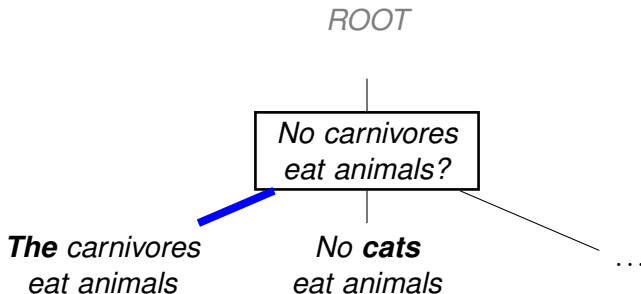 ROOT
No carnivores
eat animals?
The carnivores
eat animals
No cats
eat animals
...